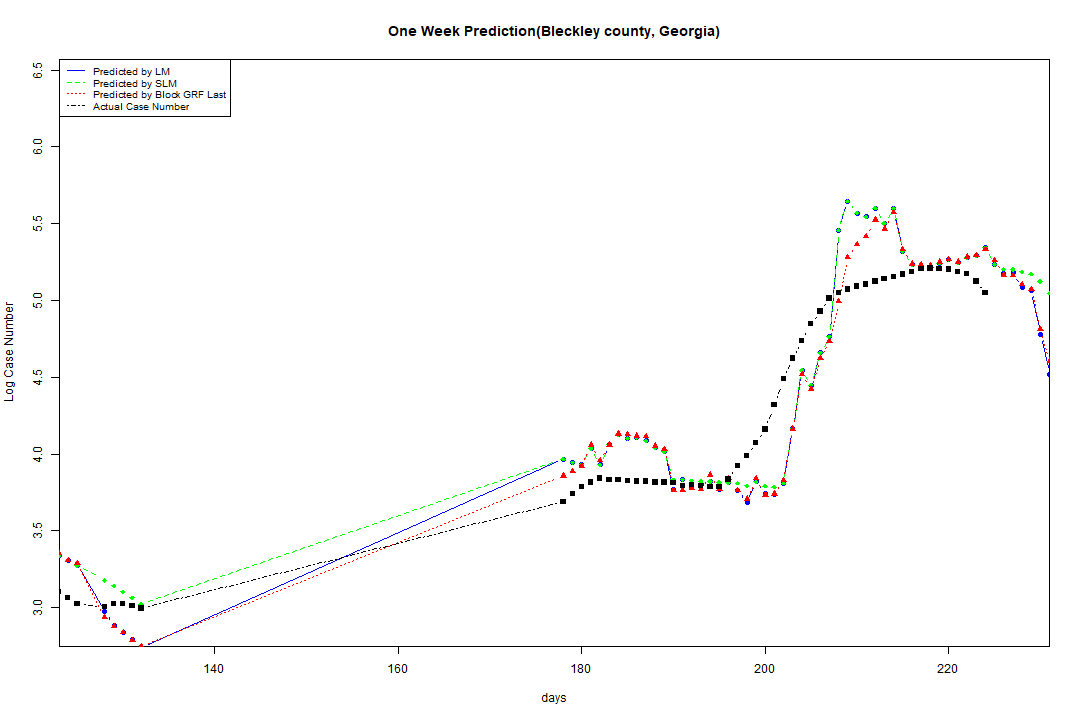 One Week Prediction(Bleckley county, Georgia)
Predicted by LM
Predicted by SLM
Predicted by Block GRF Last
Actual Case Number
Log Case Number
6.5
6.0
5.5
5.0
4.5
4.0
3.5
3.0
140 160 180 200 220
days